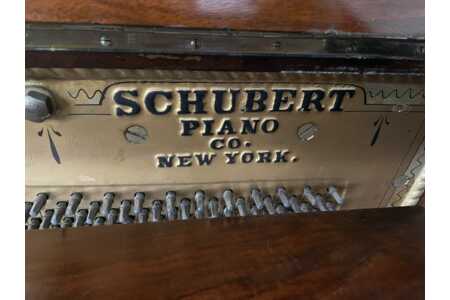 SCHUBERT
PIANO
CO.
NEW YORK.